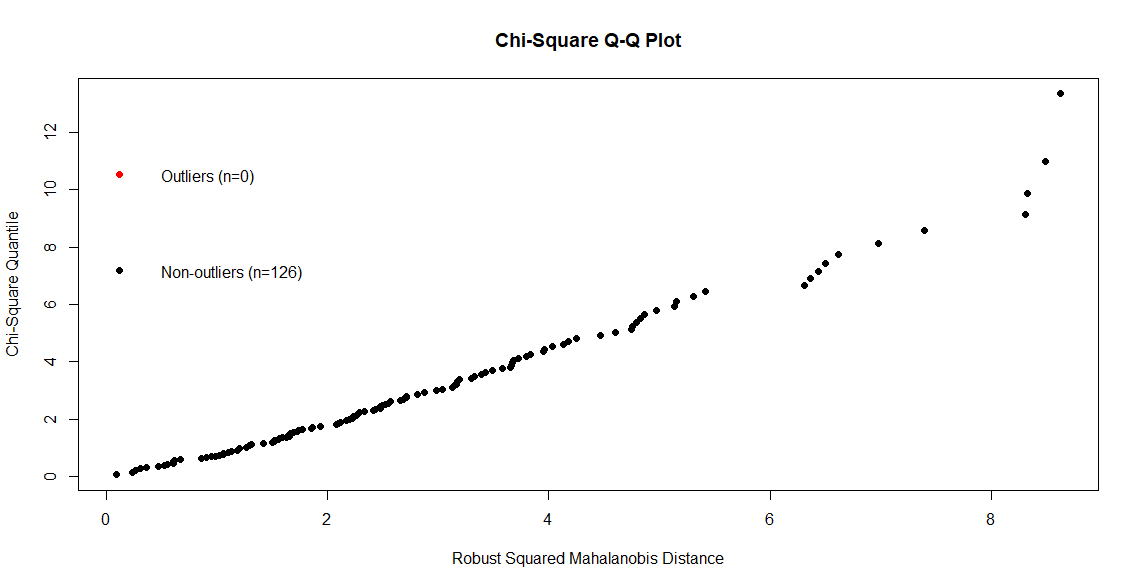 Chi-Square Q-Q Plot
12
10
8
6
4
2
0
Chi-Square Quantile
Outliers (n=0)
Non-outliers (n=126)
0 2 4 6 8
Robust Squared Mahalanobis Distance